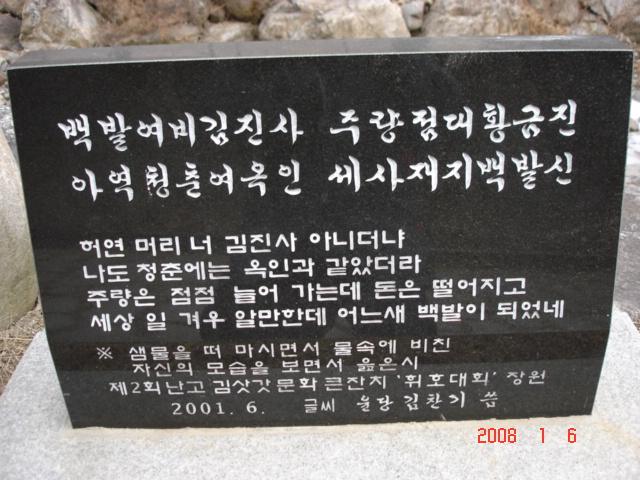 백발여비김진사 주량점대황금진
아역청춘여옥인 세사재지백발신
허연 머리 너 김진사 아니더냐
나도 청춘에는 옥인과 같았더라
주량은 점점 늘어 가는데 돈은 떨어지고
세상 일 겨우 알만한데 어느새 백발이 되었네
※ 샘물을 떠 마시면서 물속에 비친
자신의 모습을 보면서 읊은시
제2회난고 김삿갓문화 큰잔치 '휘호대회' 장원
2001. 6. 글씨 운당 김찬기 씀
2008 1 6